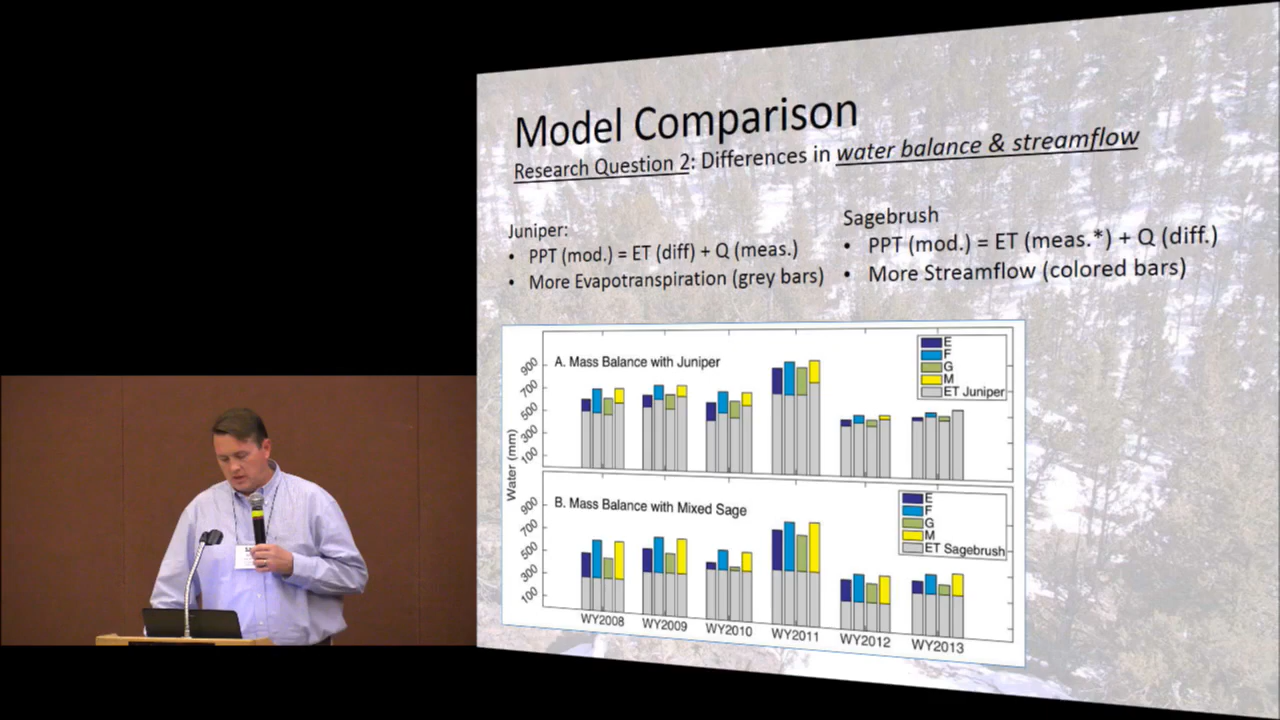 Model Comparison
Research Question 2: Differences in water balance & streamflow
Juniper:
• PPT (mod.) = ET (diff) + Q (meas.)
• More Evapotranspiration (grey bars)
Sagebrush
• PPT (mod.) = ET (meas.*) + Q (diff.)
• More Streamflow (colored bars)
Water (mm)
A. Mass Balance with Juniper
900
700
500
300
100
E
F
G
M
ET Juniper
B. Mass Balance with Mixed Sage
900
700
500
300
100
E
F
G
M
ET Sagebrush
WY2008 WY2009 WY2010 WY2011 WY2012 WY2013